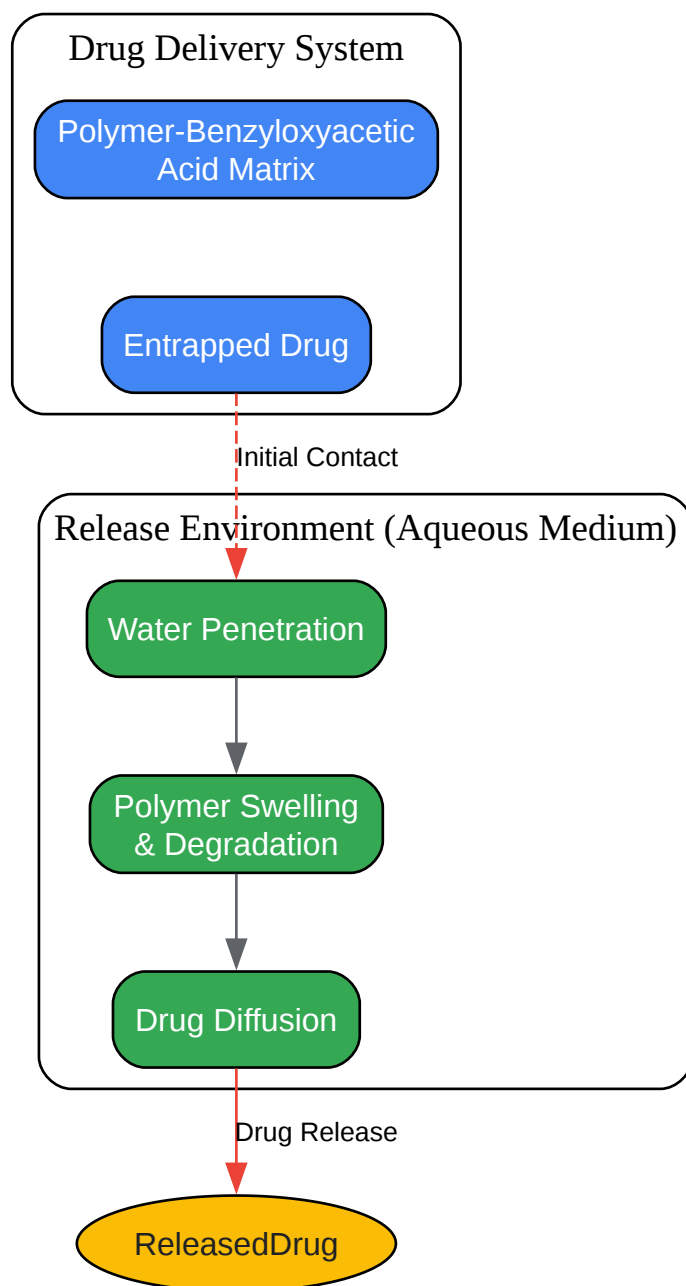 Drug Delivery System
Polymer-Benzyloxyacetic
Acid Matrix
Entrapped Drug
Initial Contact
Release Environment (Aqueous Medium)
Water Penetration
Polymer Swelling
& Degradation
Drug Diffusion
Drug Release
ReleasedDrug